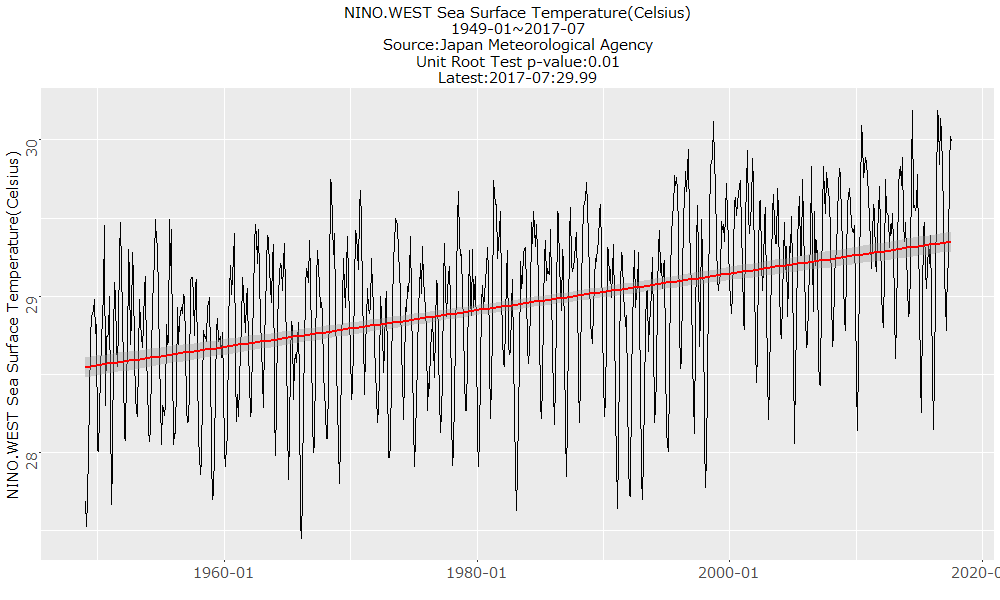 NINO.WEST Sea Surface Temperature(Celsius)
1949-01~2017-07
Source:Japan Meteorological Agency
Unit Root Test p-value:0.01
Latest:2017-07:29.99
NINO.WEST Sea Surface Temperature(Celsius)
30
29
28
1960-01
1980-01
2000-01
2020-0